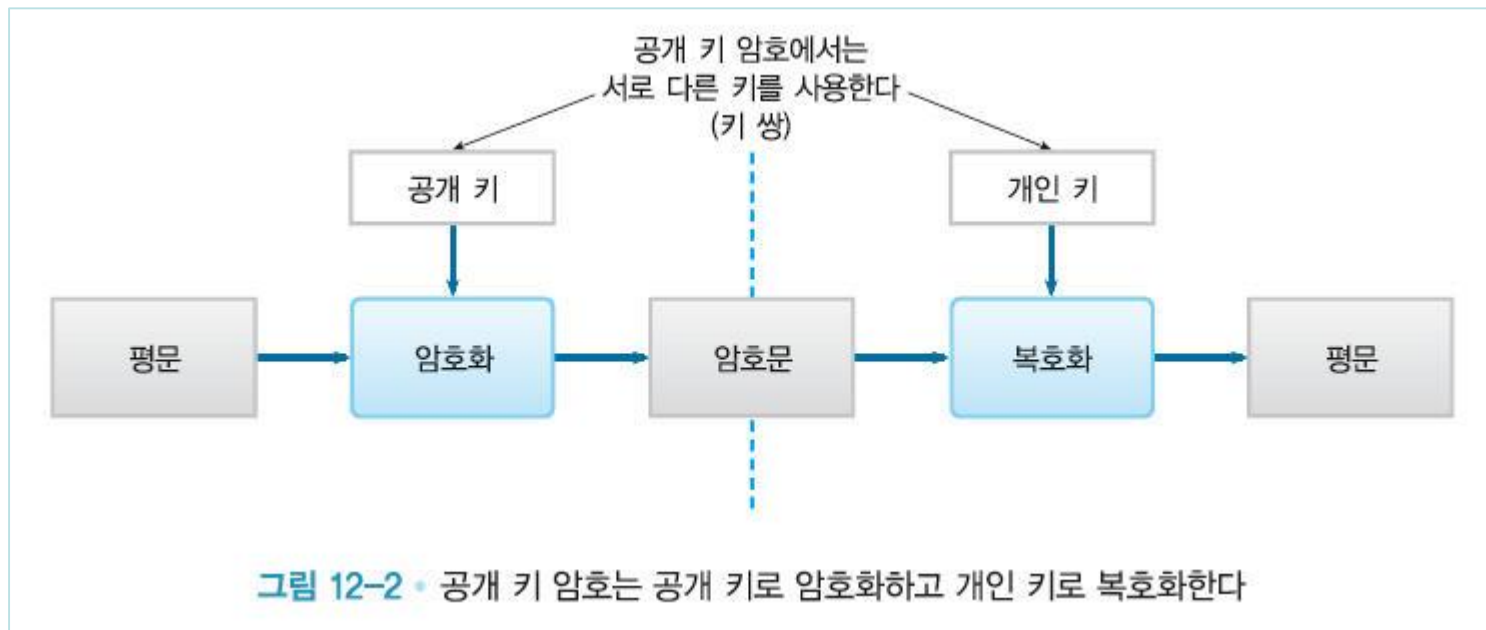 공개 키 암호에서는
서로 다른 키를 사용한다
(키 쌍)
공개 키
개인 키
평문
암호화
암호문
복호화
평문
그림 12-2 • 공개 키 암호는 공개 키로 암호화하고 개인 키로 복호화한다